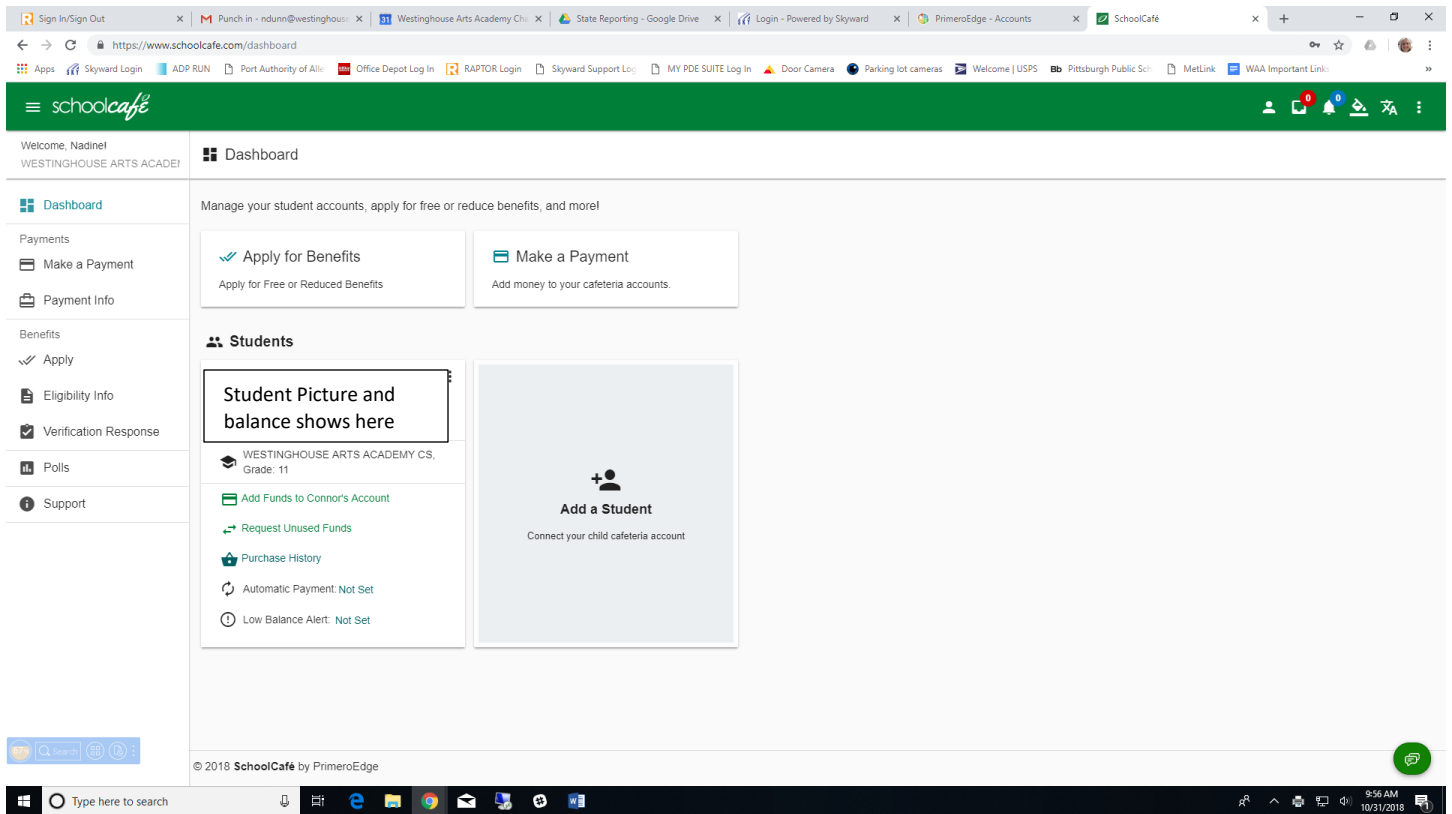 Sign In/Sign Out
Punch in - ndunn@westinghous
Westinghouse Arts Academy Cha
State Reporting - Google Drive
Login - Powered by Skyward
PrimeroEdge - Accounts
SchoolCafé
https://www.schoolcafe.com/dashboard
Apps
Skyward Login
ADP RUN
Port Authority of Alle
Office Depot Log In
RAPTOR Login
Skyward Support Log
MY PDE SUITE Log In
Door Camera
Parking lot cameras
Welcome | USPS
Bb Pittsburgh Public Sch
MetLink
WAA Important Links
»
schoolcafé
0
0
Welcome, Nadine!
WESTINGHOUSE ARTS ACADEM
Dashboard
Dashboard
Payments
Make a Payment
Payment Info
Benefits
Apply
Eligibility Info
Verification Response
Polls
Support
Manage your student accounts, apply for free or reduce benefits, and more!
Apply for Benefits
Apply for Free or Reduced Benefits
Make a Payment
Add money to your cafeteria accounts.
Students
Student Picture and
balance shows here
WESTINGHOUSE ARTS ACADEMY CS,
Grade: 11
Add Funds to Connor's Account
Request Unused Funds
Purchase History
Automatic Payment: Not Set
Low Balance Alert: Not Set
Add a Student
Connect your child cafeteria account
Search
© 2018 SchoolCafé by PrimeroEdge
Type here to search
9:56 AM
10/31/2018